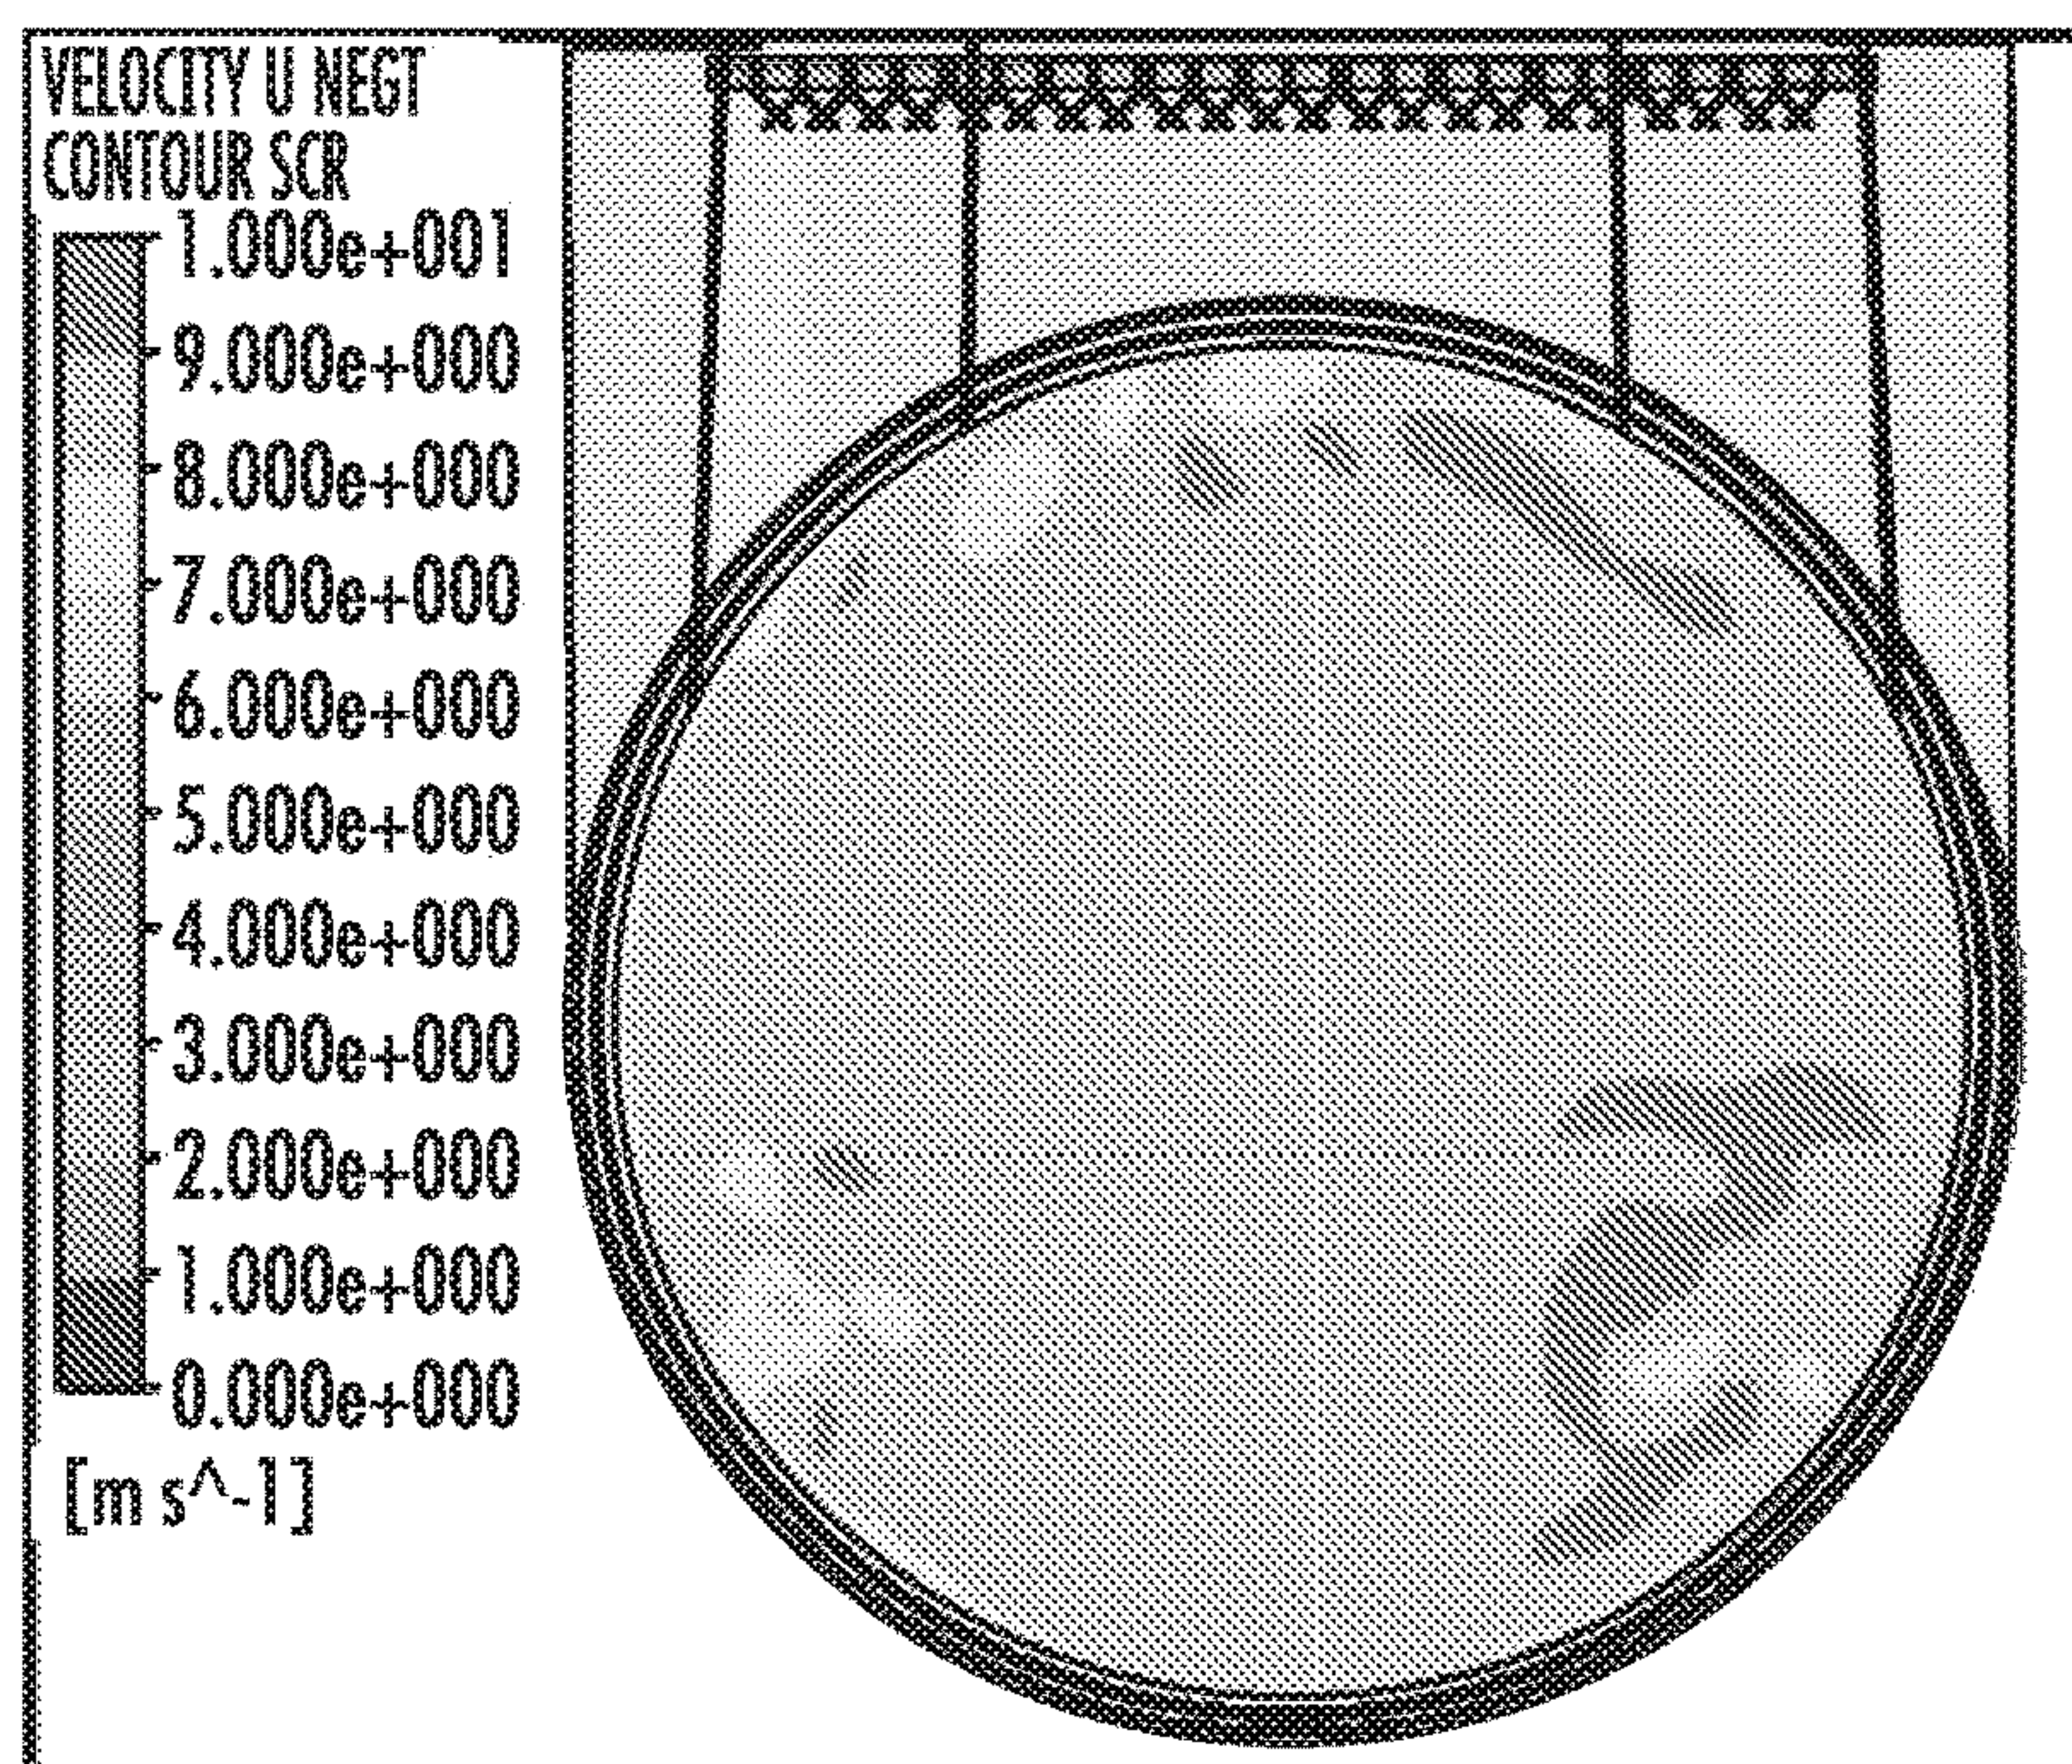 VELOCITY U NEGT
CONTOUR SCR
1.000e+001
9.000e+000
8.000e+000
7.000e+000
6.000e+000
5.000e+000
4.000e+000
3.000e+000
2.000e+000
1.000e+000
0.000e+000
[m s^-1]